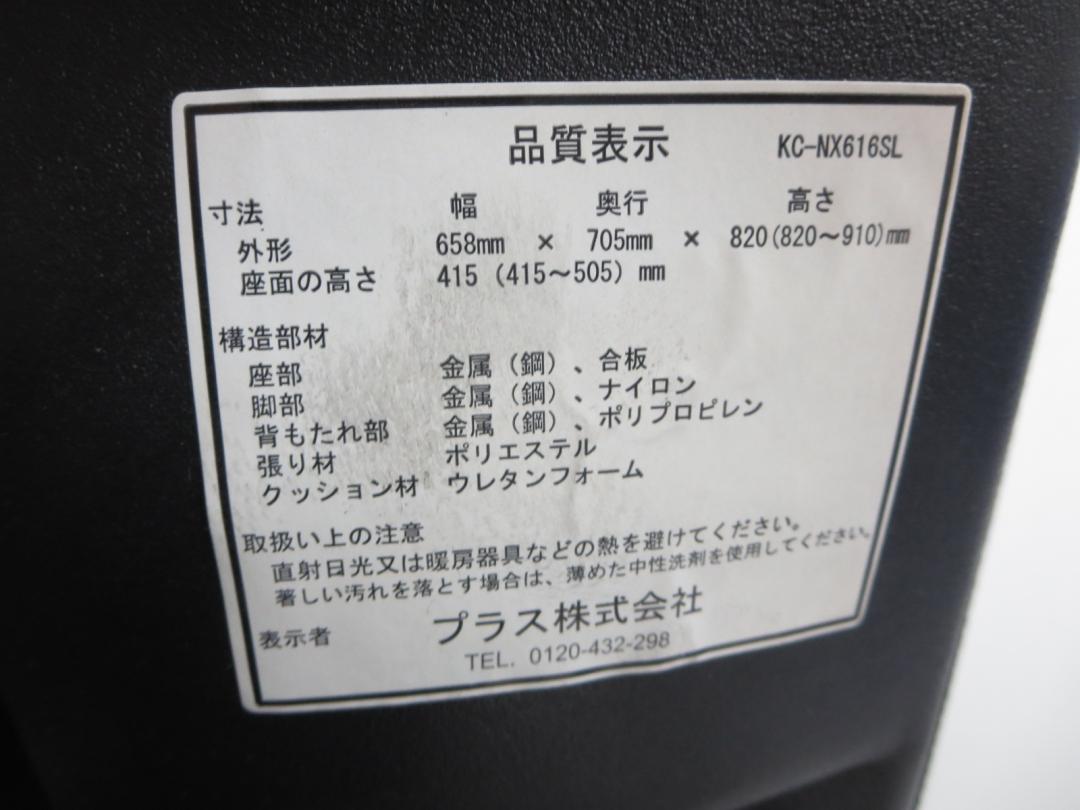 品質表示 KC-NX616SL
寸法 幅 奥行 高さ
外形 658mm × 705mm × 820(820～910)mm
座面の高さ 415 (415～505) mm
構造部材
座部 金属（鋼）、合板
脚部 金属（鋼）、ナイロン
背もたれ部 金属（鋼）、ポリプロピレン
張り材 ポリエステル
クッション材 ウレタンフォーム
取扱い上の注意
直射日光又は暖房器具などの熱を避けてください。
著しい汚れを落とす場合は、薄めた中性洗剤を使用してください。
表示者 プラス株式会社
TEL. 0120-432-298